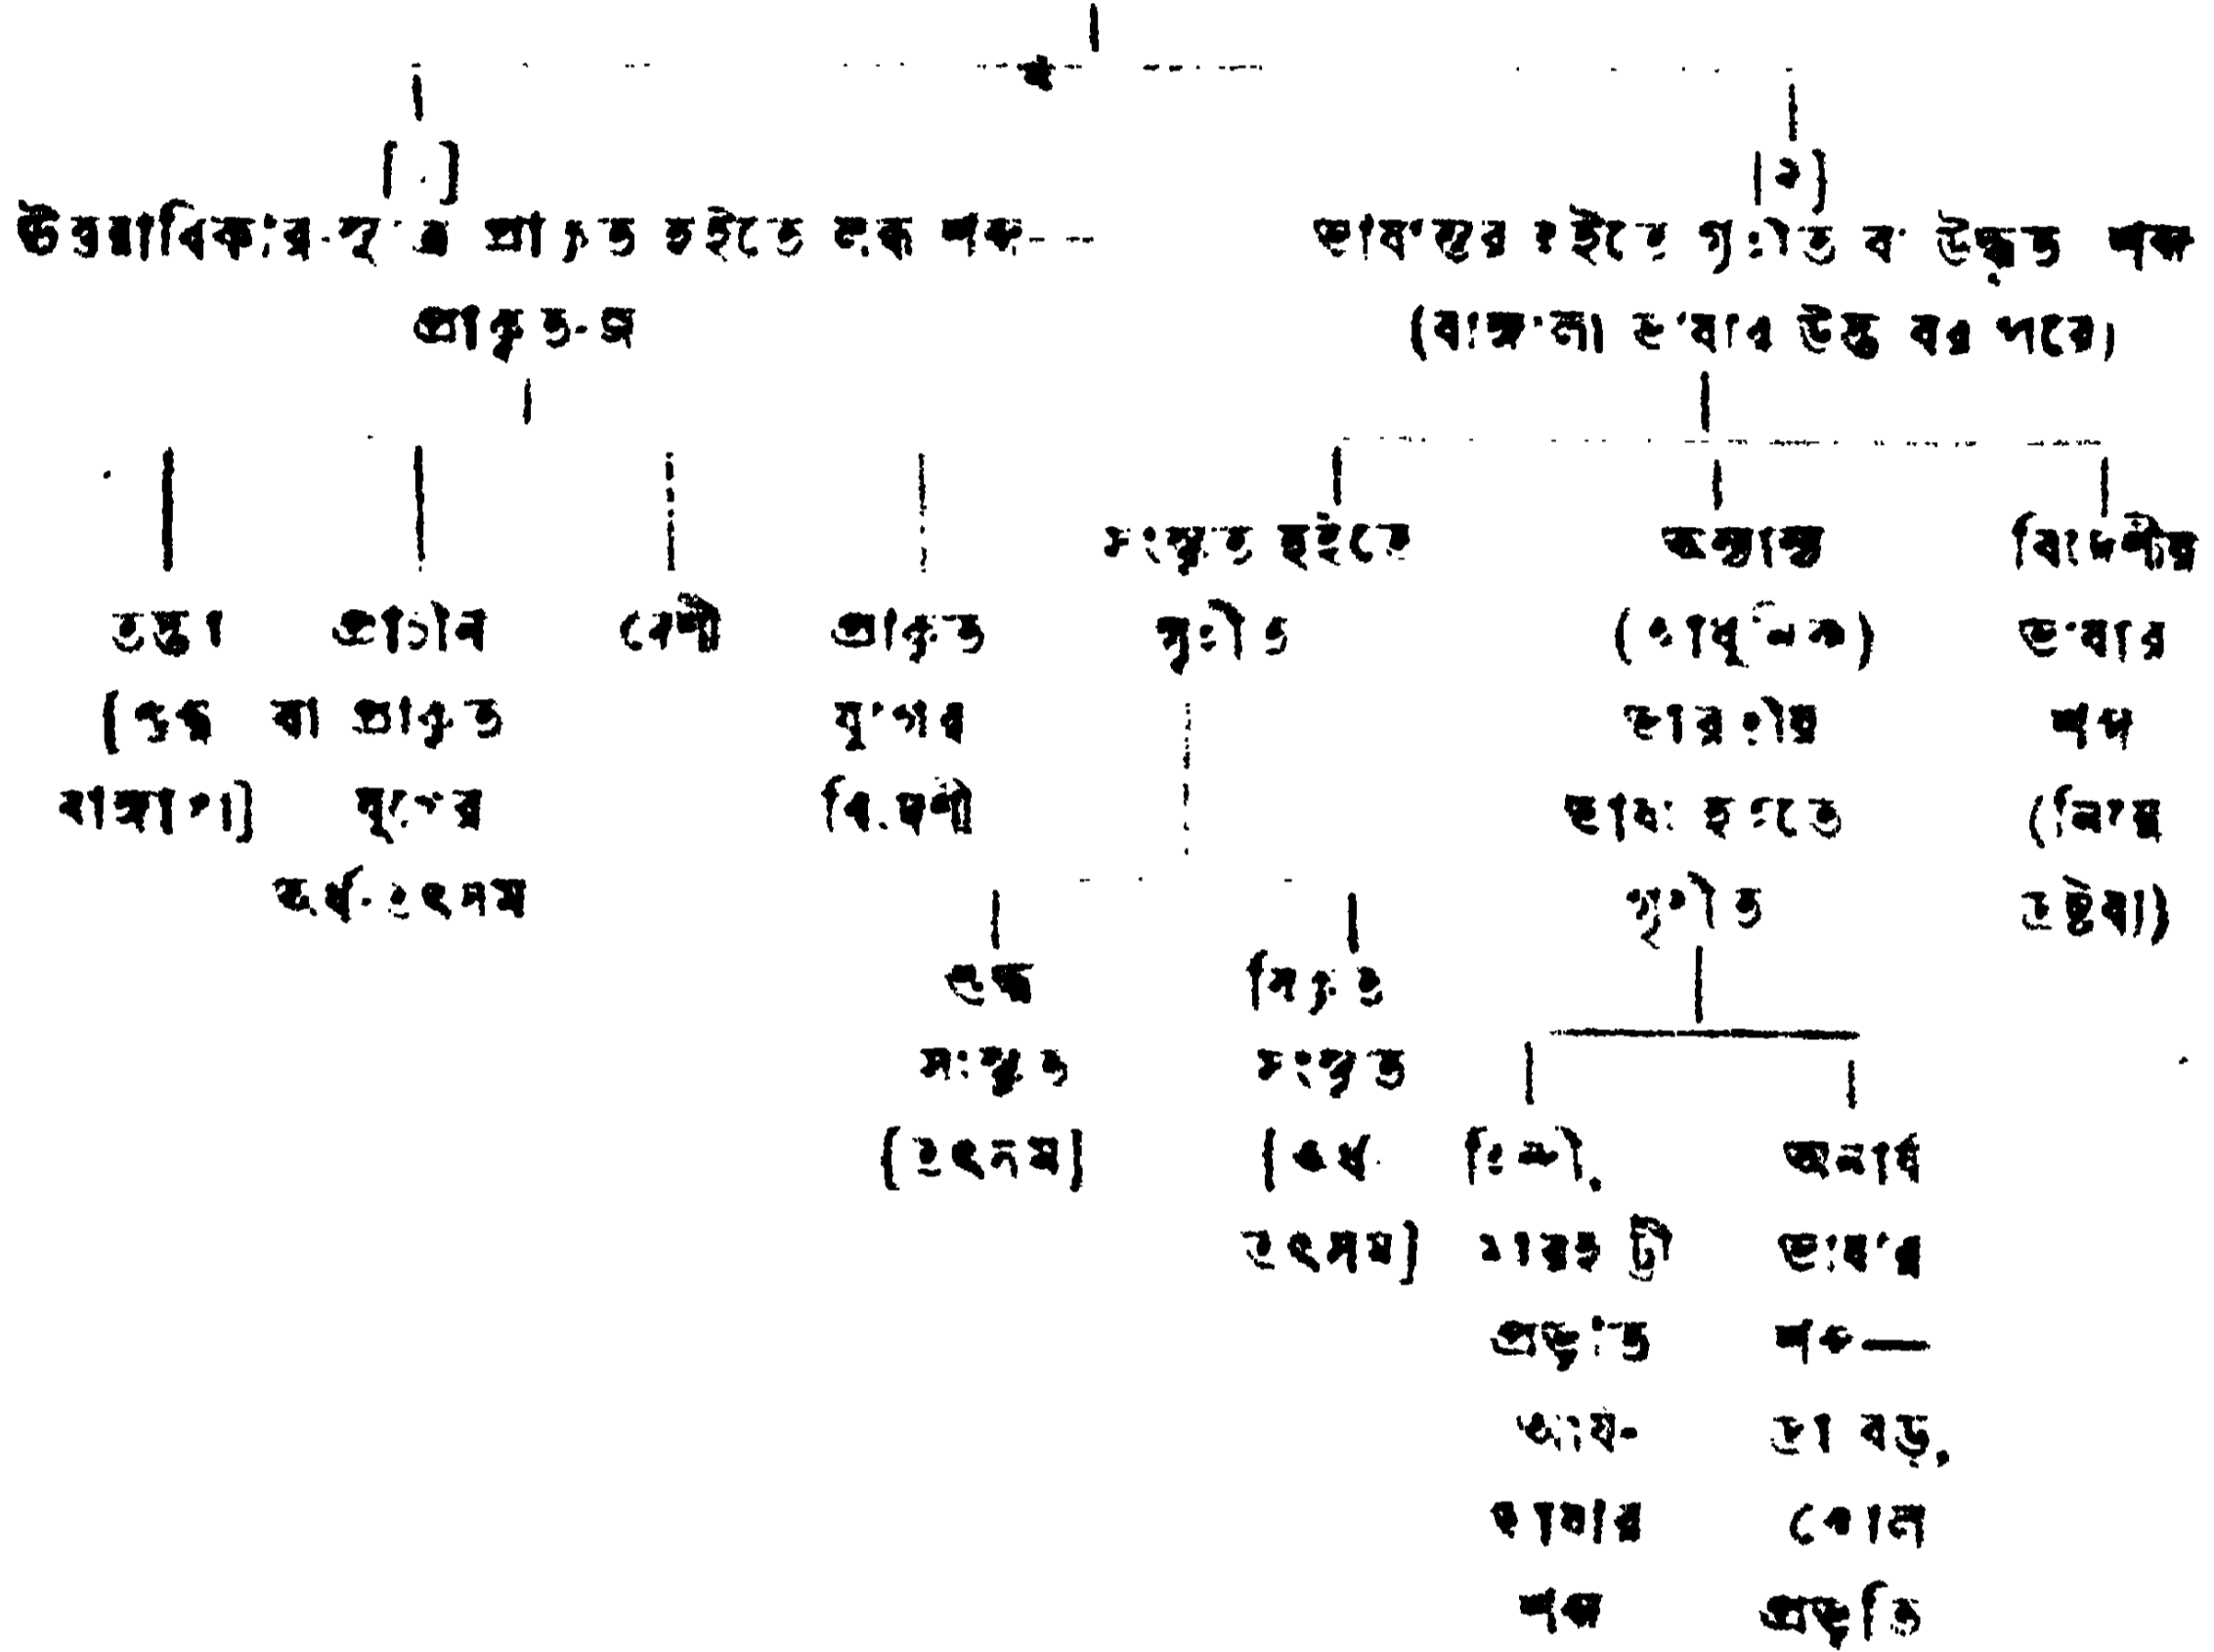 [১]
[২]
উত্তরাধিকার-সূত্রে প্রাকৃত হইতে লব্ধ শব্দ--
ভাষান্তর হইতে গৃহীত বা উদ্ধৃত শব্দ
প্রাকৃত-জ
(বাঙ্গালা ভাষার উদ্ভবের পরে)
সংস্কৃত হইতে
গৃহীত
অন্যান্য
(আধুনিক)
ভারতীয়
ভাষা হইতে
গৃহীত
বিদেশীয়
ভাষার
শব্দ
(নিম্নে
দ্রষ্টব্য)
তদ্ভব
[শুদ্ধ
বাঙ্গালা]
প্রাচীন
বা প্রাকৃত
যুগের
অর্ধ-তৎসম
দেশী
প্রাকৃত
যুগের
বিদেশী
শুদ্ধ
সংস্কৃত
[তৎসম]
বিকৃত
সংস্কৃত
[অর্ধ-
তৎসম]
হিন্দী,
মারহাট্টী
প্রভৃতি
আর্য-
ভাষার
শব্দ
অনার্য
ভাষার
শব্দ—
দ্রাবিড়,
কোল
প্রভৃতি